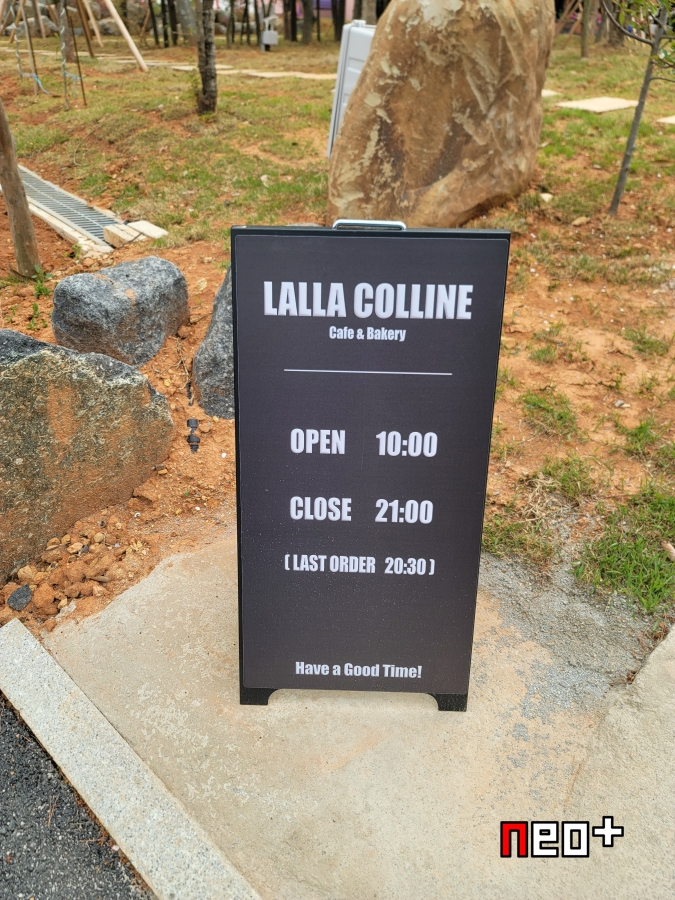 LALLA COLLINE
Cafe & Bakery
OPEN 10:00
CLOSE 21:00
( LAST ORDER 20:30 )
Have a Good Time!
neo+